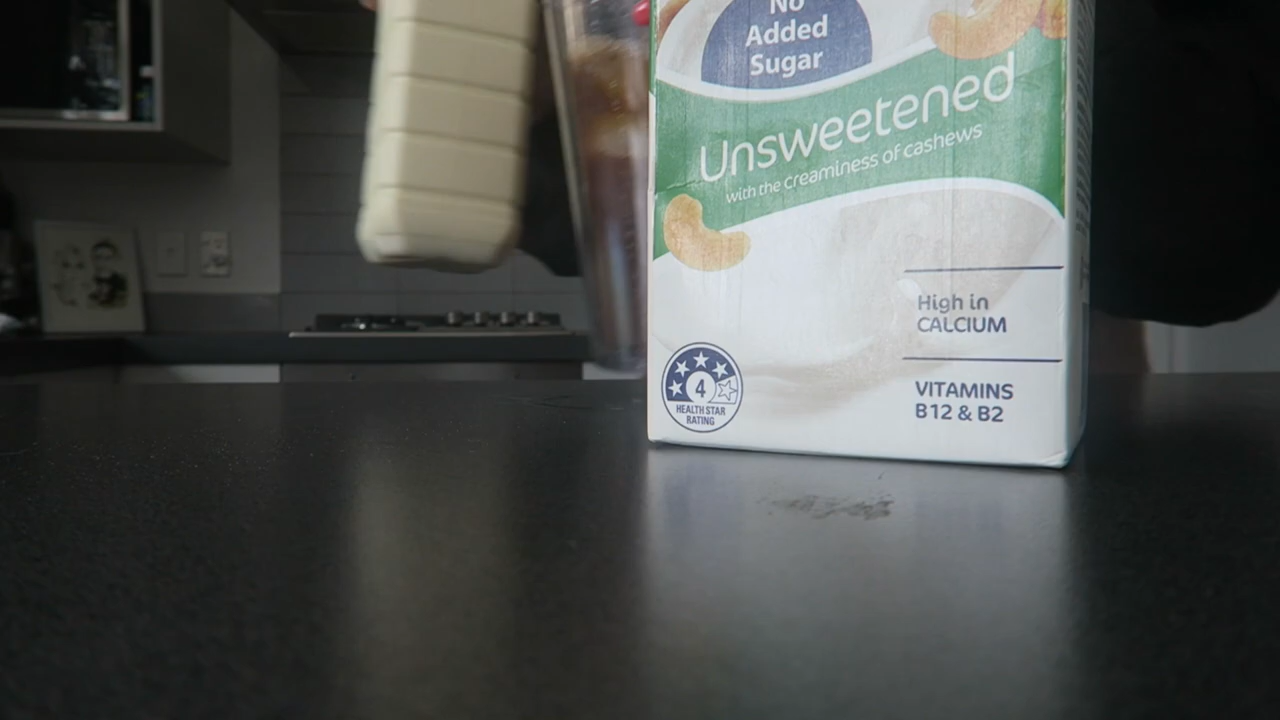 No
Added
Sugar
Unsweetened
with the creaminess of cashews
High in
CALCIUM
VITAMINS
B12 & B2
4
HEALTH STAR
RATING